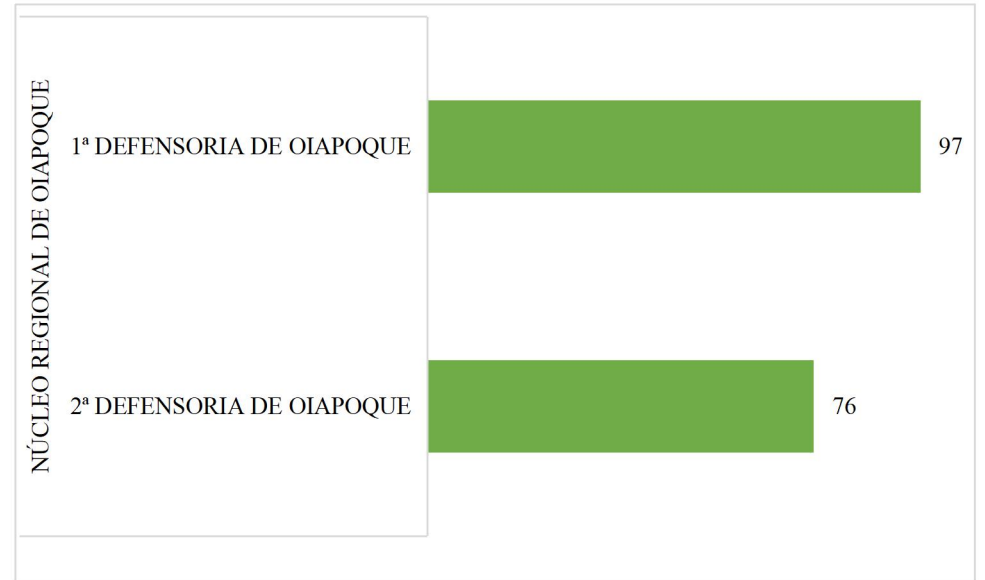 NÚCLEO REGIONAL DE OIAPOQUE
1ª DEFENSORIA DE OIAPOQUE
97
2ª DEFENSORIA DE OIAPOQUE
76